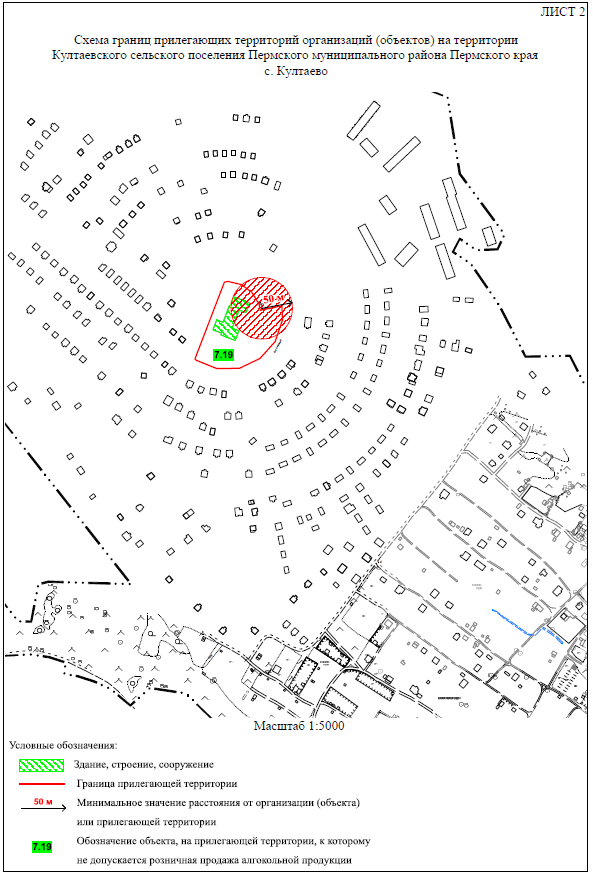 ЛИСТ 2
Схема границ прилегающих территорий организаций (объектов) на территории
Култаевского сельского поселения Пермского муниципального района Пермского края
с. Култаево
50 м
7.19
Масштаб 1:5000
Условные обозначения:
Здание, строение, сооружение
Граница прилегающей территории
50 м
Минимальное значение расстояния от организации (объекта)
или прилегающей территории
7.19
Обозначение объекта, на прилегающей территории, к которому
не допускается розничная продажа алгокольной продукции